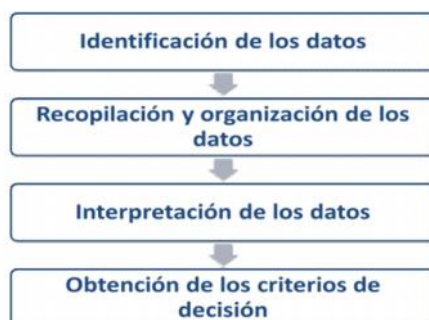 Identificación de los datos
Recopilación y organización de los
datos
Interpretación de los datos
Obtención de los criterios de
decisión